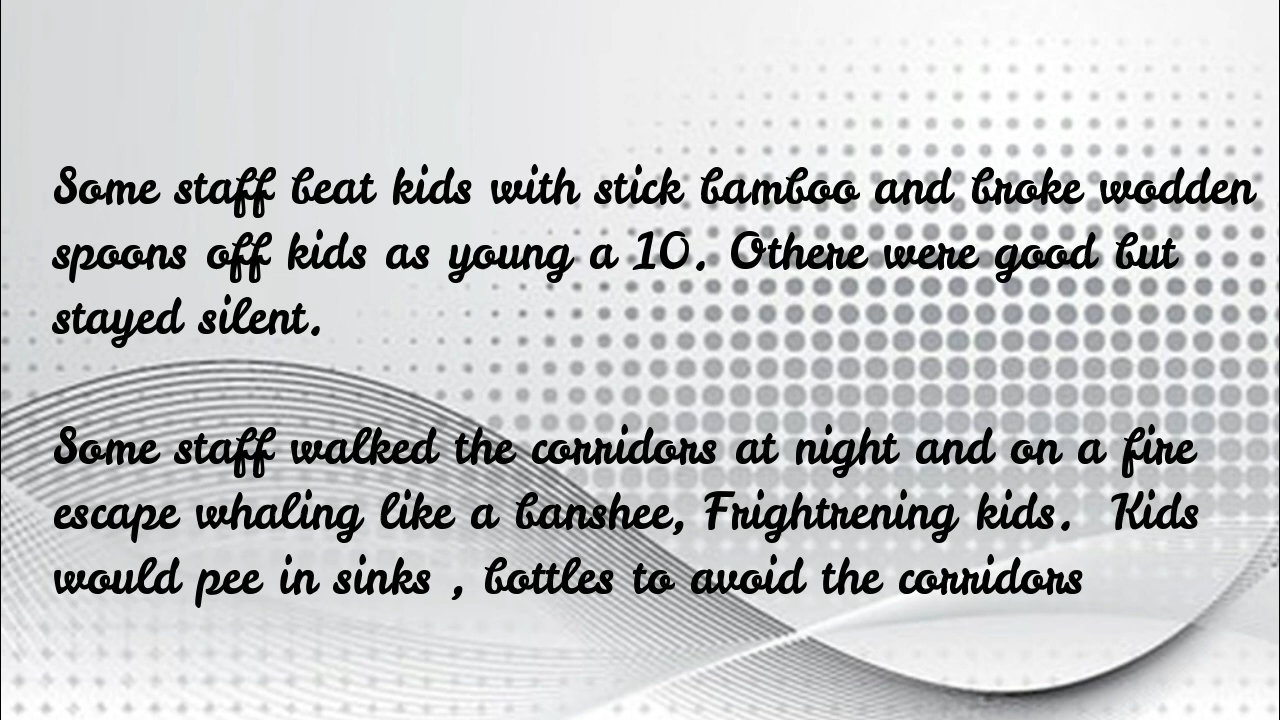 Some staff beat kids with stick bamboo and broke wodden
spoons off kids as young a 10. Othere were good but
stayed silent.
Some staff walked the corridors at night and on a fire
escape whaling like a banshee, Frightrening kids. Kids
would pee in sinks , bottles to avoid the corridors